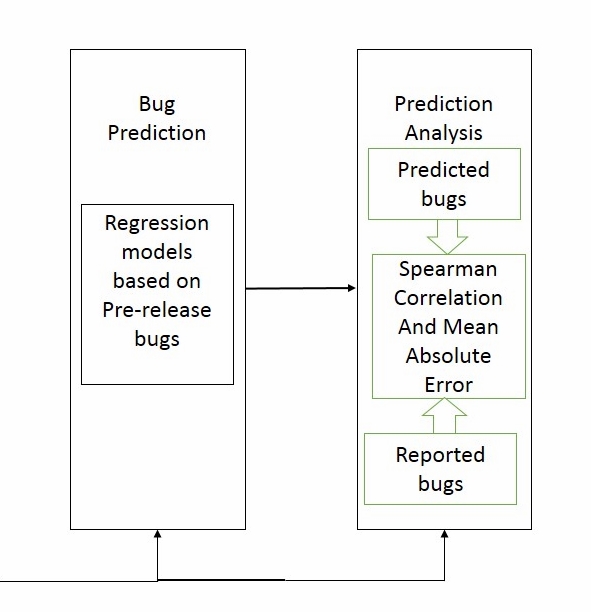 Bug
Prediction
Regression
models
based on
Pre-release
bugs
Prediction
Analysis
Predicted
bugs
Spearman
Correlation
And Mean
Absolute
Error
Reported
bugs